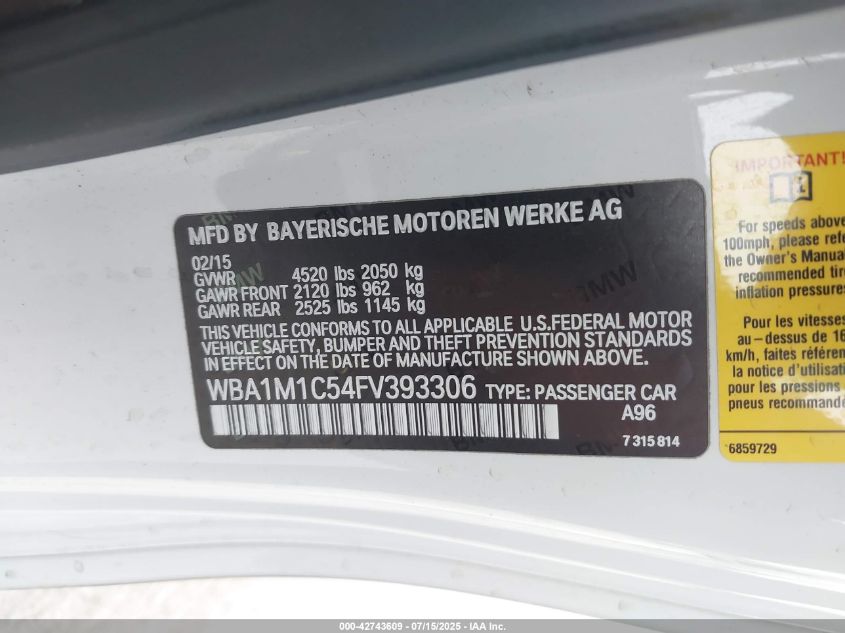 MFD BY BAYERISCHE MOTOREN WERKE AG
02/15
GVWR 4520 lbs 2050 kg
GAWR FRONT 2120 lbs 962 kg
GAWR REAR 2525 lbs 1145 kg
THIS VEHICLE CONFORMS TO ALL APPLICABLE U.S.FEDERAL MOTOR
VEHICLE SAFETY, BUMPER AND THEFT PREVENTION STANDARDS
IN EFFECT ON THE DATE OF MANUFACTURE SHOWN ABOVE.
WBA1M1C54FV393306 TYPE: PASSENGER CAR
A96
7 315 814
IMPORTANT!
For speeds above
100mph, please refe
the Owner's Manua
recommended tire
inflation pressures
Pour les vitesses
au-dessus de 16
km/h, faites référen
la notice d'utilisati
les pressions
pneus recommandé
6859729
000-42743609 - 07/15/2025 - IAA Inc.